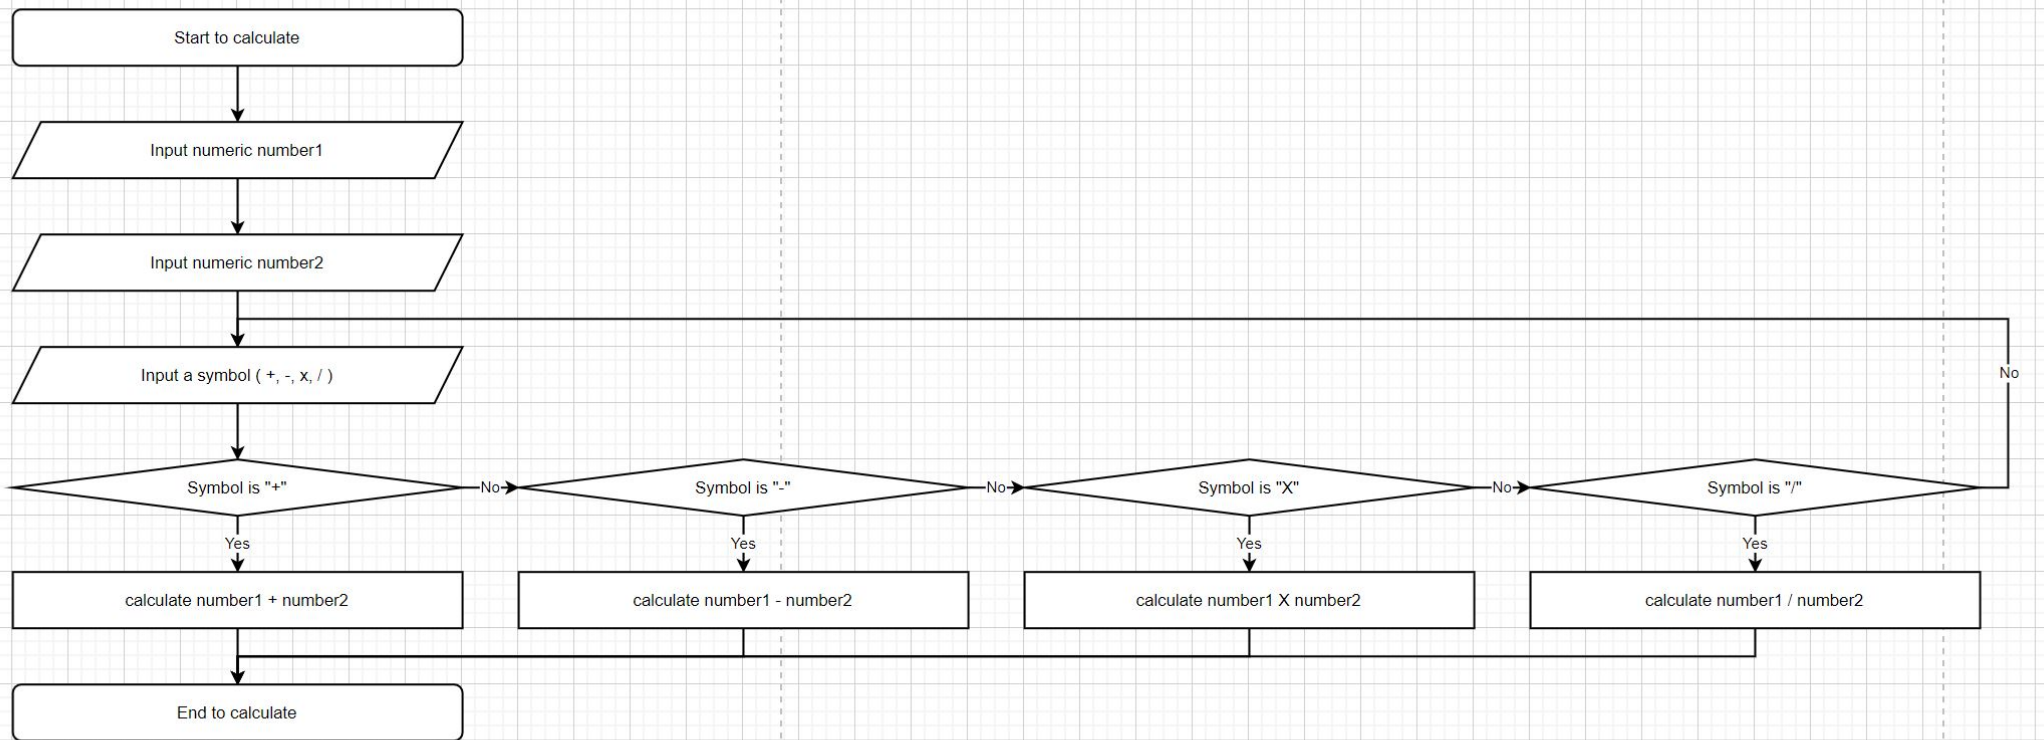 Start to calculate
Input numeric number1
Input numeric number2
Input a symbol ( +, -, x, / )
No
Symbol is "+"
No
Symbol is "-"
No
Symbol is "X"
No
Symbol is "/"
Yes
Yes
Yes
Yes
calculate number1 + number2
calculate number1 - number2
calculate number1 X number2
calculate number1 / number2
End to calculate